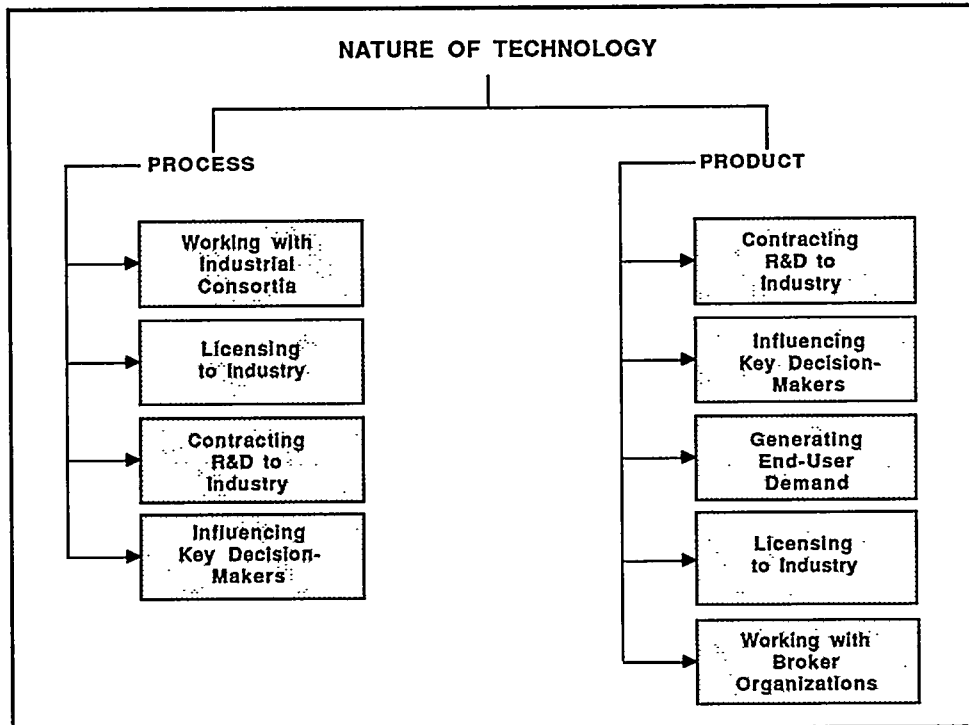 NATURE OF TECHNOLOGY
PROCESS
Working with
Industrial
Consortia
Licensing
to Industry
Contracting
R&D to
Industry
Influencing
Key Decision-
Makers
PRODUCT
Contracting
R&D to
Industry
Influencing
Key Decision-
Makers
Generating
End-User
Demand
Licensing
to Industry
Working with
Broker
Organizations